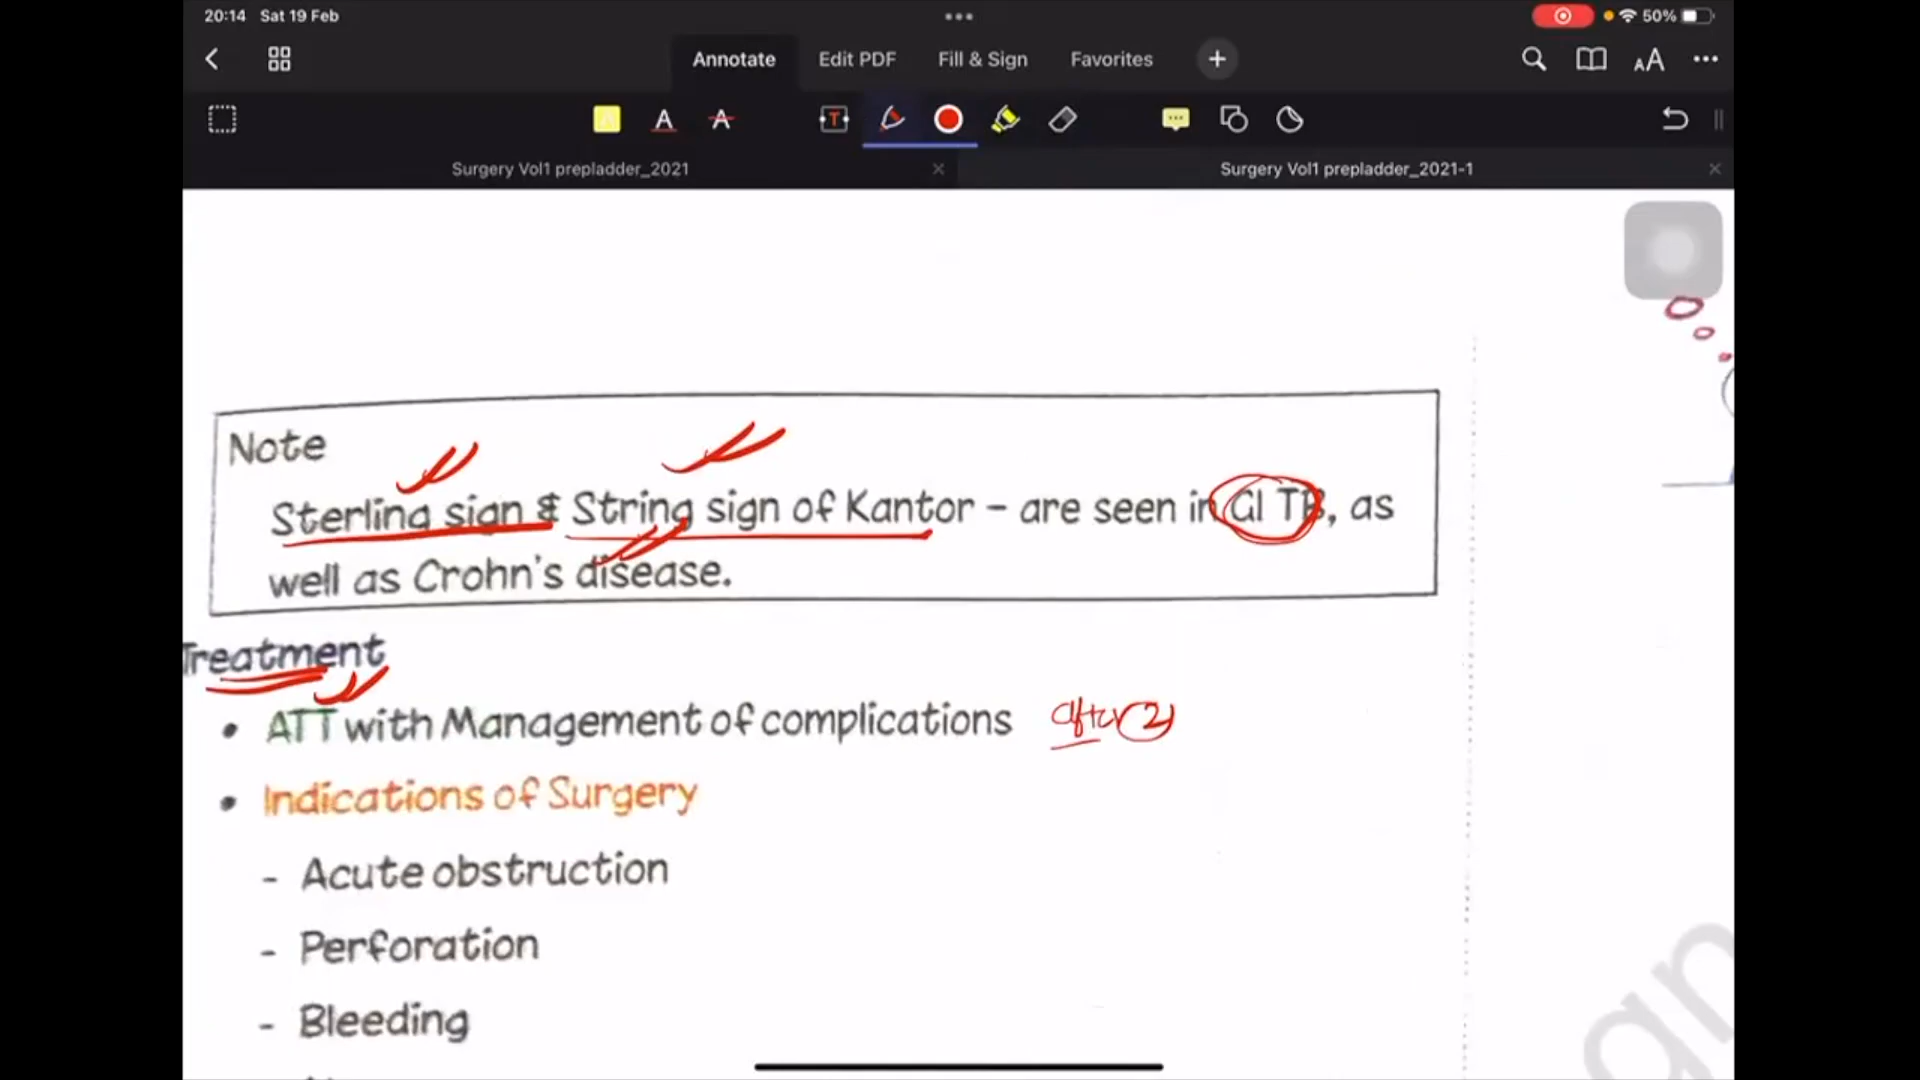 20:14 Sat 19 Feb
50%
Annotate Edit PDF Fill & Sign Favorites
AA
A A A T
Surgery Vol1 prepladder_2021 Surgery Vol1 prepladder_2021-1
Note
Sterling sign & String sign of Kantor – are seen in GI TB, as
well as Crohn's disease.
Treatment
• ATT with Management of complications after 2
• Indications of Surgery
- Acute obstruction
- Perforation
- Bleeding